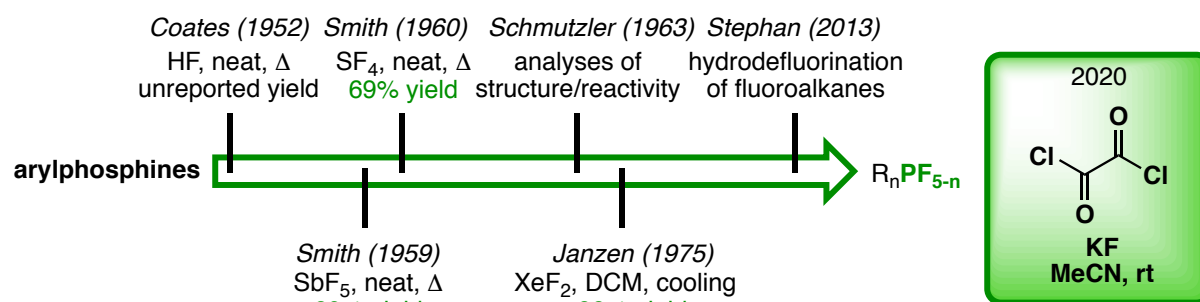 Coates (1952)
HF, neat, Δ
unreported yield
Smith (1960)
SF4, neat, Δ
69% yield
Schmutzler (1963)
analyses of
structure/reactivity
Stephan (2013)
hydrodefluorination
of fluoroalkanes
arylphosphines
RnPF5-n
Smith (1959)
SbF5, neat, Δ
Janzen (1975)
XeF2, DCM, cooling
2020
O
Cl
Cl
O
KF
MeCN, rt